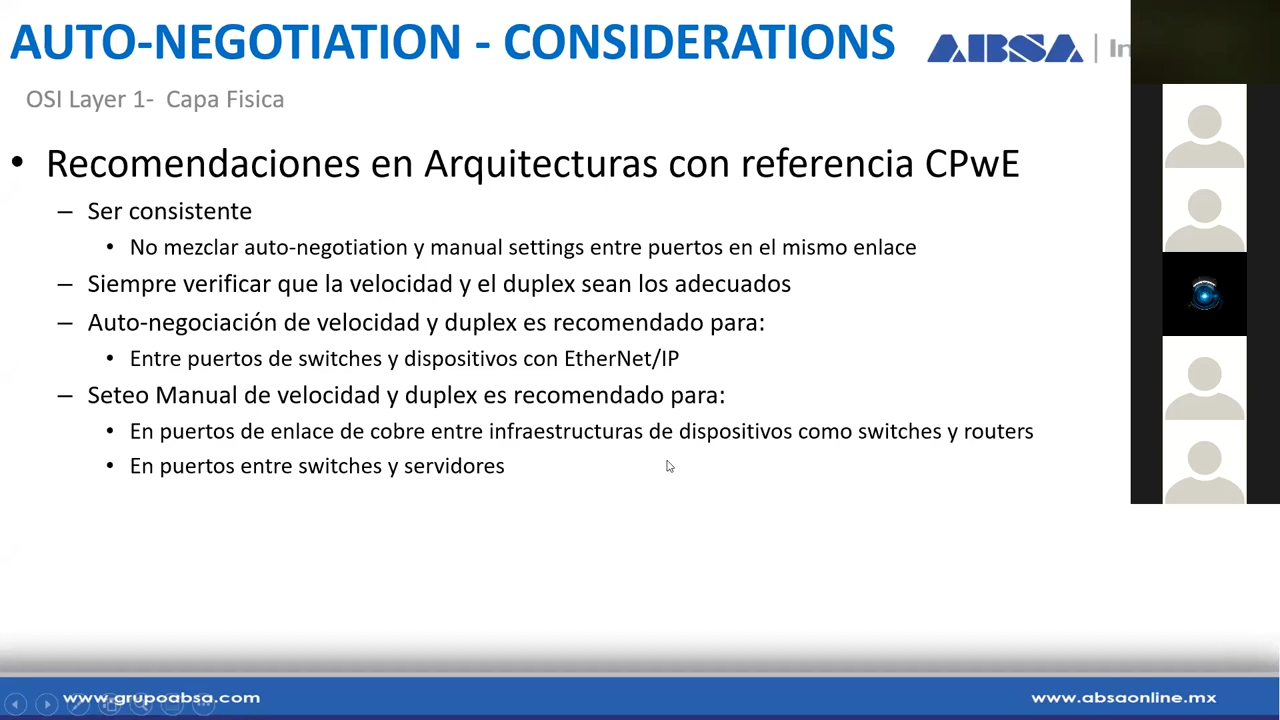 AUTO-NEGOTIATION - CONSIDERATIONS
ABSA | In
OSI Layer 1- Capa Fisica
• Recomendaciones en Arquitecturas con referencia CPwE
– Ser consistente
• No mezclar auto-negotiation y manual settings entre puertos en el mismo enlace
– Siempre verificar que la velocidad y el duplex sean los adecuados
– Auto-negociación de velocidad y duplex es recomendado para:
• Entre puertos de switches y dispositivos con EtherNet/IP
– Seteo Manual de velocidad y duplex es recomendado para:
• En puertos de enlace de cobre entre infraestructuras de dispositivos como switches y routers
• En puertos entre switches y servidores
www.grupoabsa.com
www.absaonline.mx